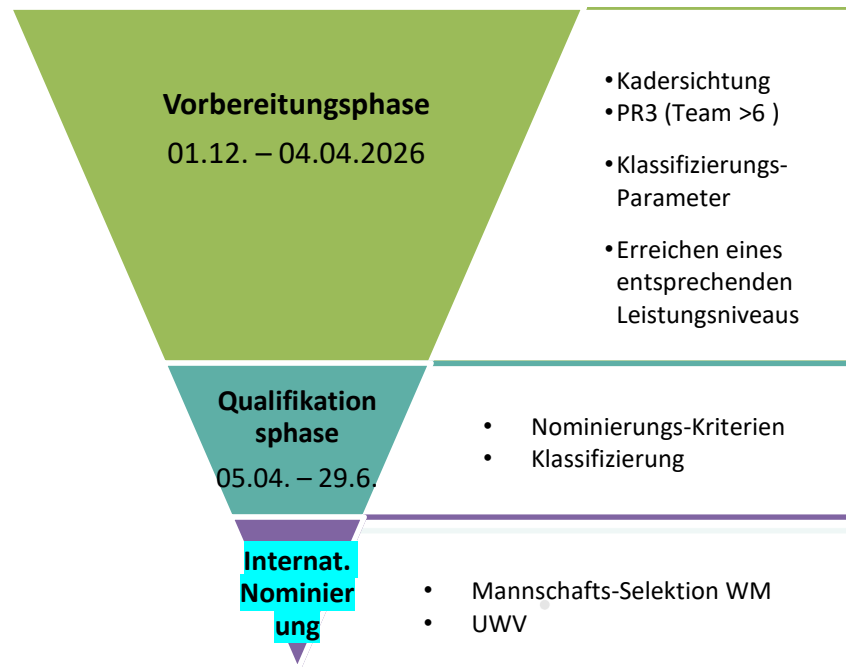 Vorbereitungsphase
01.12. – 04.04.2026
•Kadersichtung
•PR3 (Team >6 )
•Klassifizierungs-
Parameter
•Erreichen eines
entsprechenden
Leistungsniveaus
Qualifikation
sphase
05.04. – 29.6.
• Nominierungs-Kriterien
• Klassifizierung
Internat.
Nominier
ung
• Mannschafts-Selektion WM
• UWV